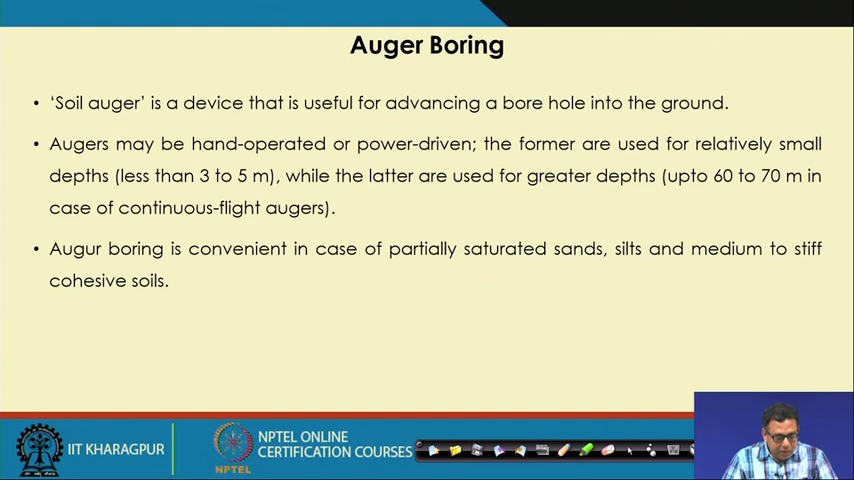 Auger Boring
• 'Soil auger' is a device that is useful for advancing a bore hole into the ground.
• Augers may be hand-operated or power-driven; the former are used for relatively small
depths (less than 3 to 5 m), while the latter are used for greater depths (upto 60 to 70 m in
case of continuous-flight augers).
• Augur boring is convenient in case of partially saturated sands, silts and medium to stiff
cohesive soils.
IIT KHARAGPUR
NPTEL
NPTEL ONLINE
CERTIFICATION COURSES